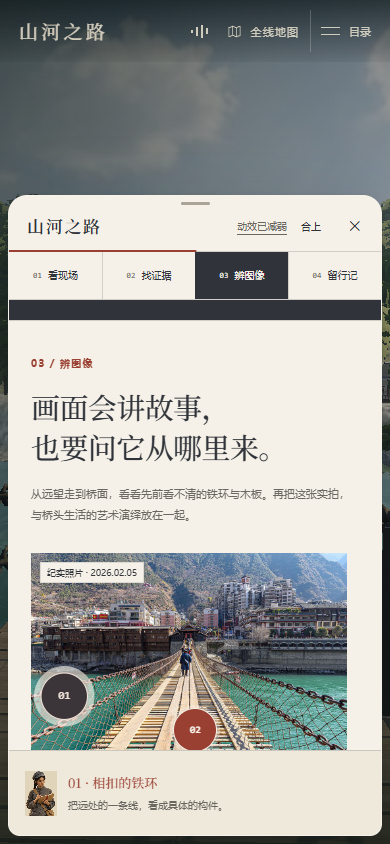 山河之路
全线地图
目录
山河之路
动效已减弱
合上
01 看现场
02 找证据
03 辨图像
04 留行记
03 / 辨图像
画面会讲故事，
也要问它从哪里来。
从远望走到桥面，看看先前看不清的铁环与木板。再把这张实拍，
与桥头生活的艺术演绎放在一起。
纪实照片 · 2026.02.05
01
02
01 · 相扣的铁环
把远处的一条线，看成具体的构件。